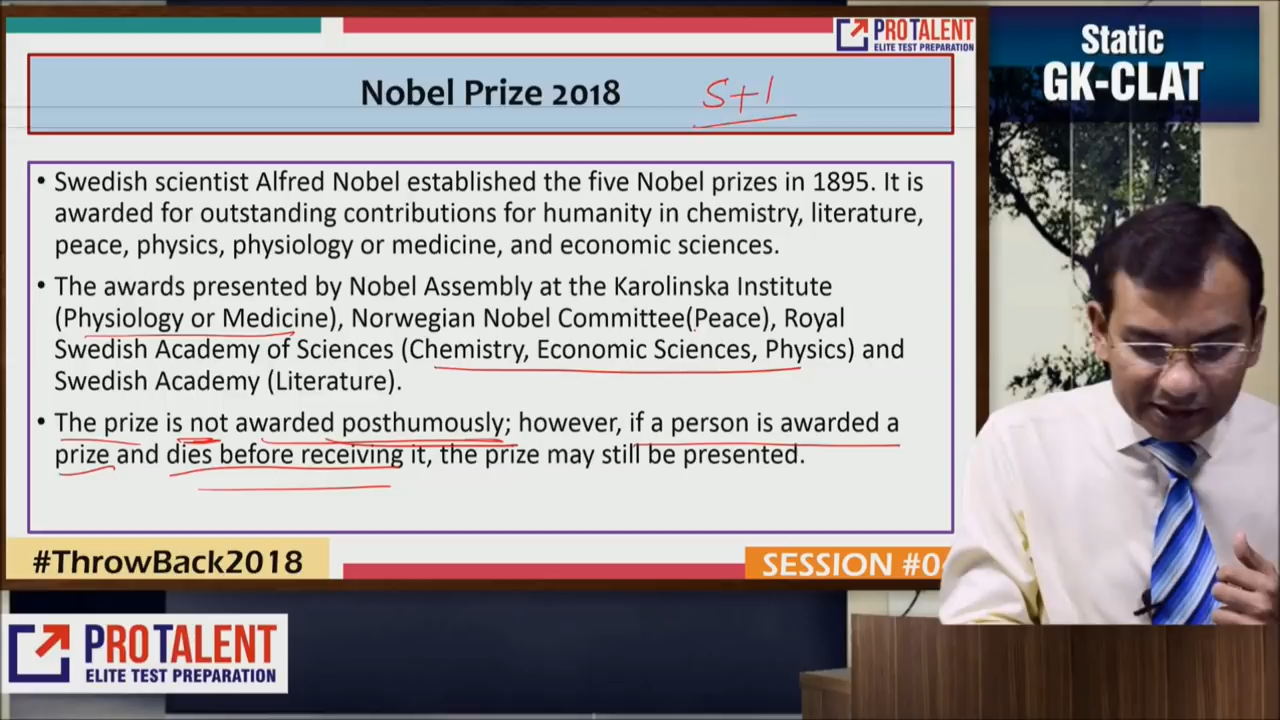 PROTALENT
ELITE TEST PREPARATION
Static
GK-CLAT
Nobel Prize 2018 5+1
• Swedish scientist Alfred Nobel established the five Nobel prizes in 1895. It is
awarded for outstanding contributions for humanity in chemistry, literature,
peace, physics, physiology or medicine, and economic sciences.
• The awards presented by Nobel Assembly at the Karolinska Institute
(Physiology or Medicine), Norwegian Nobel Committee(Peace), Royal
Swedish Academy of Sciences (Chemistry, Economic Sciences, Physics) and
Swedish Academy (Literature).
• The prize is not awarded posthumously; however, if a person is awarded a
prize and dies before receiving it, the prize may still be presented.
#ThrowBack2018
SESSION #0
PROTALENT
ELITE TEST PREPARATION